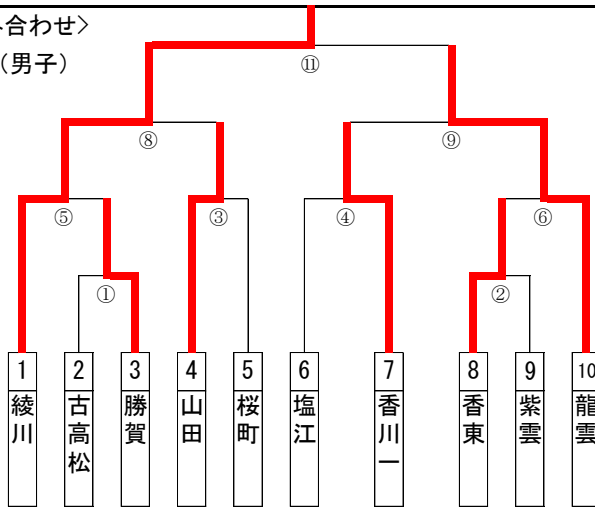 合わせ>
(男子)
⑪
⑧
⑨
⑤
③
④
⑥
①
②
1 綾川
2 古高松
3 勝賀
4 山田
5 桜町
6 塩江
7 香川一
8 香東
9 紫雲
10 龍雲